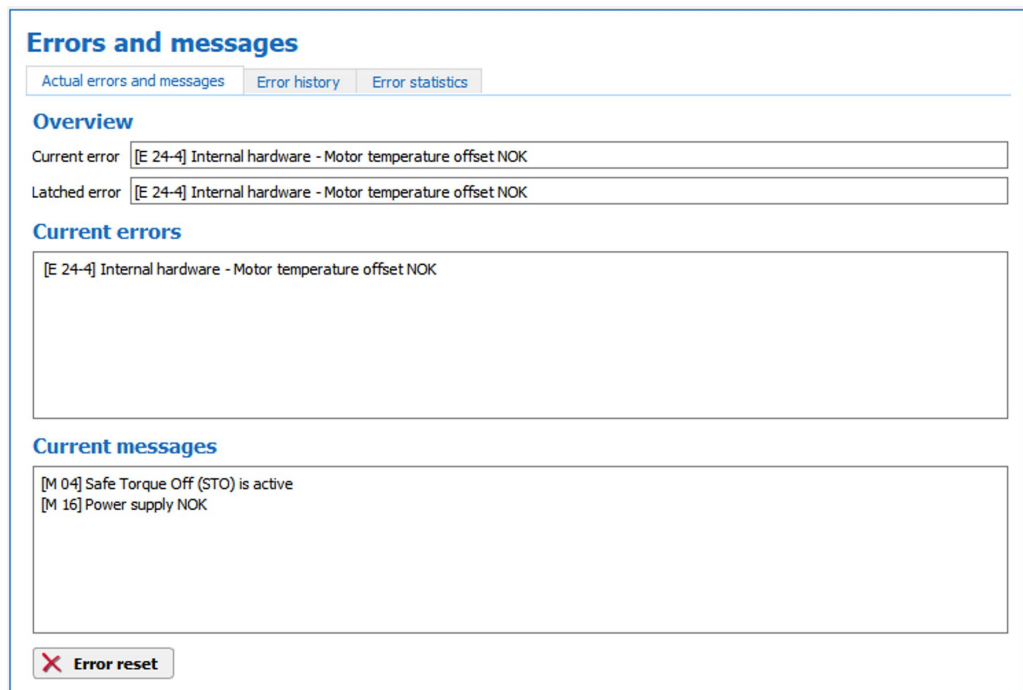 Errors and messages
Actual errors and messages Error history Error statistics
Overview
Current error [E 24-4] Internal hardware - Motor temperature offset NOK
Latched error [E 24-4] Internal hardware - Motor temperature offset NOK
Current errors
[E 24-4] Internal hardware - Motor temperature offset NOK
Current messages
[M 04] Safe Torque Off (STO) is active
[M 16] Power supply NOK
Error reset